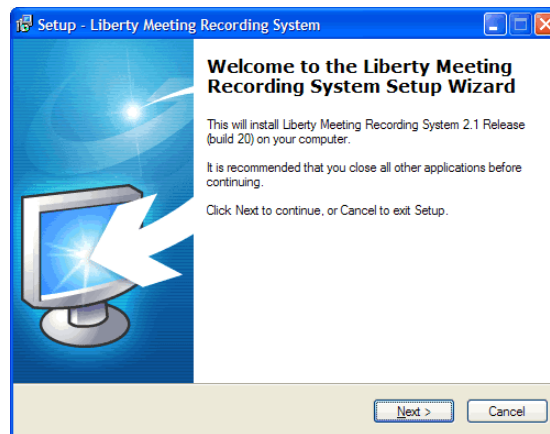 Setup - Liberty Meeting Recording System
Welcome to the Liberty Meeting
Recording System Setup Wizard
This will install Liberty Meeting Recording System 2.1 Release
(build 20) on your computer.
It is recommended that you close all other applications before
continuing.
Click Next to continue, or Cancel to exit Setup.
Next >
Cancel